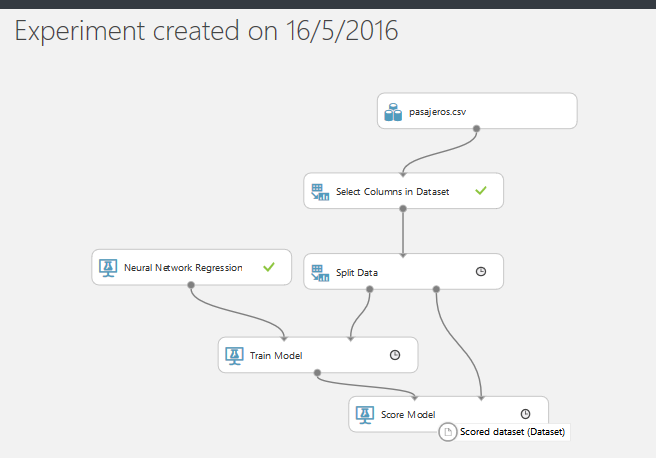 Experiment created on 16/5/2016
pasajeros.csv
Select Columns in Dataset
Neural Network Regression
Split Data
Train Model
Score Model
Scored dataset (Dataset)